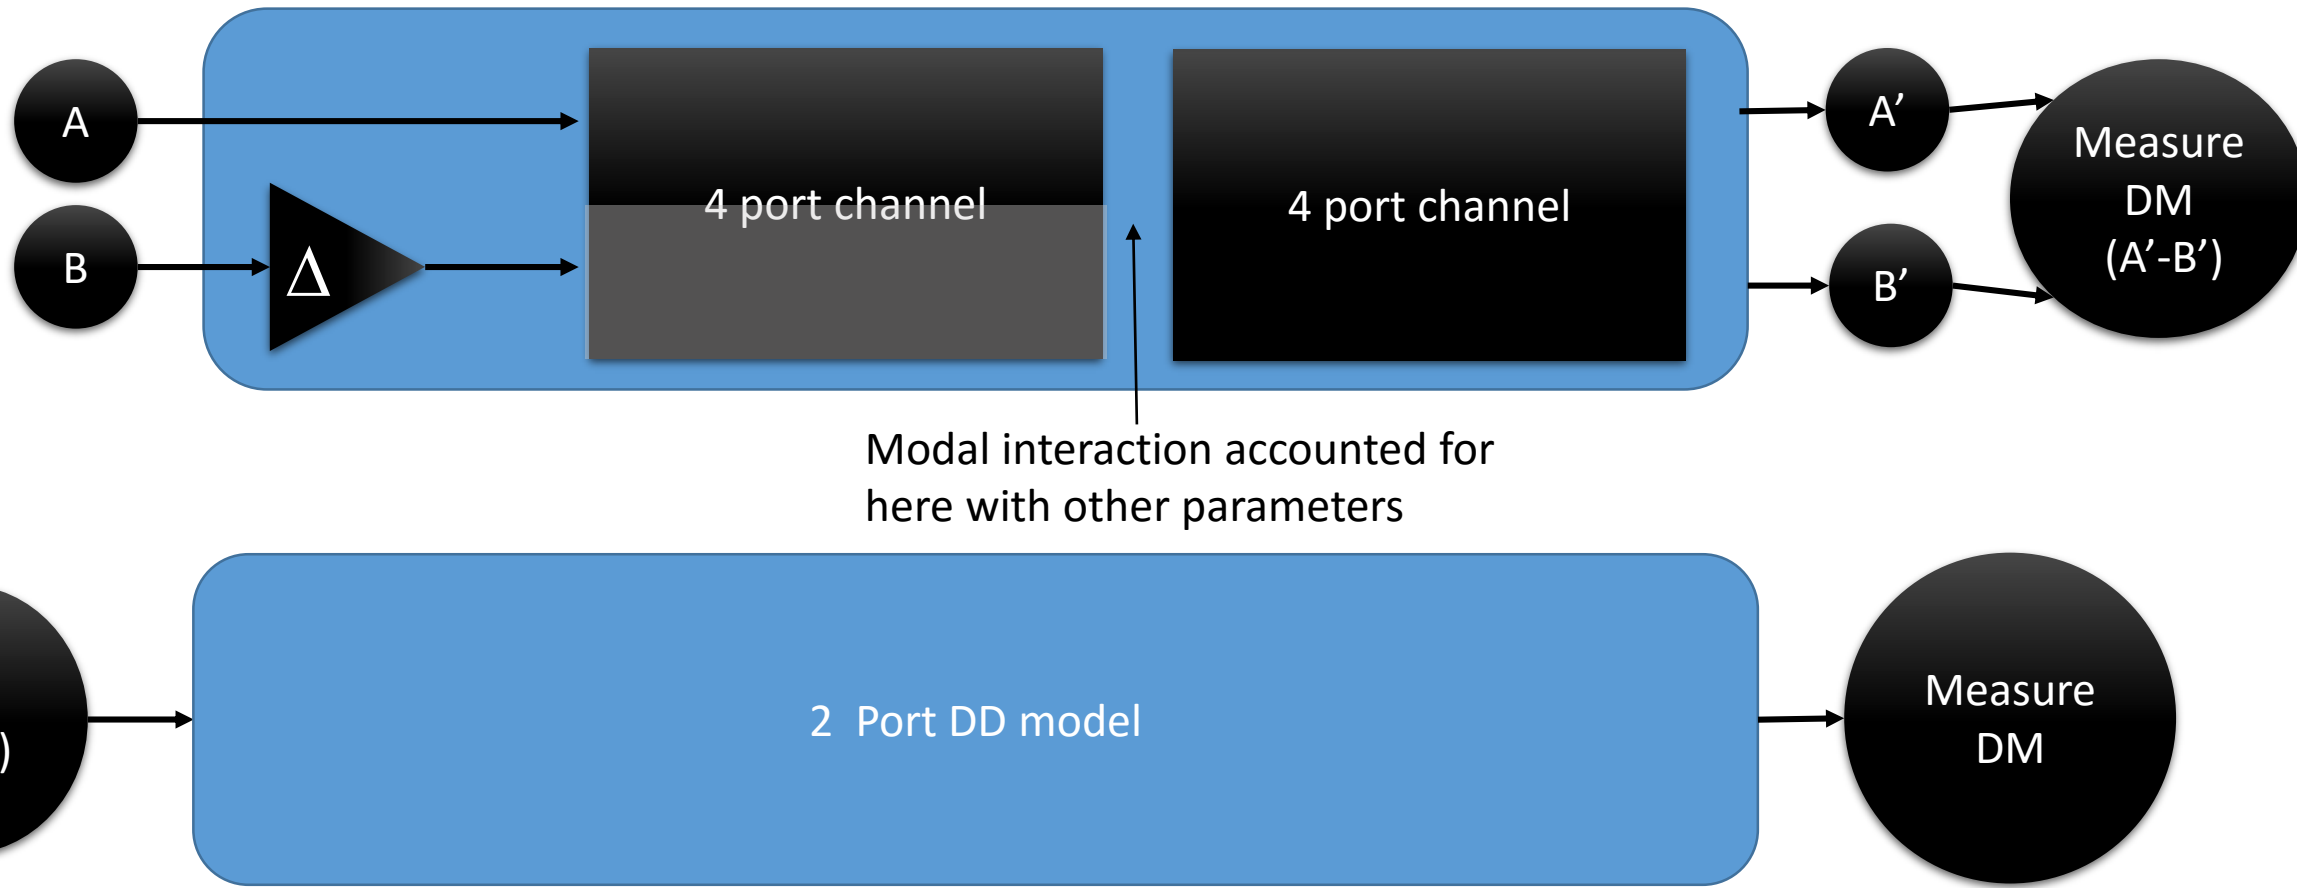 A
B
Δ
4 port channel
4 port channel
A’
B’
Measure
DM
(A’-B’)
Modal interaction accounted for
here with other parameters
)
2 Port DD model
Measure
DM